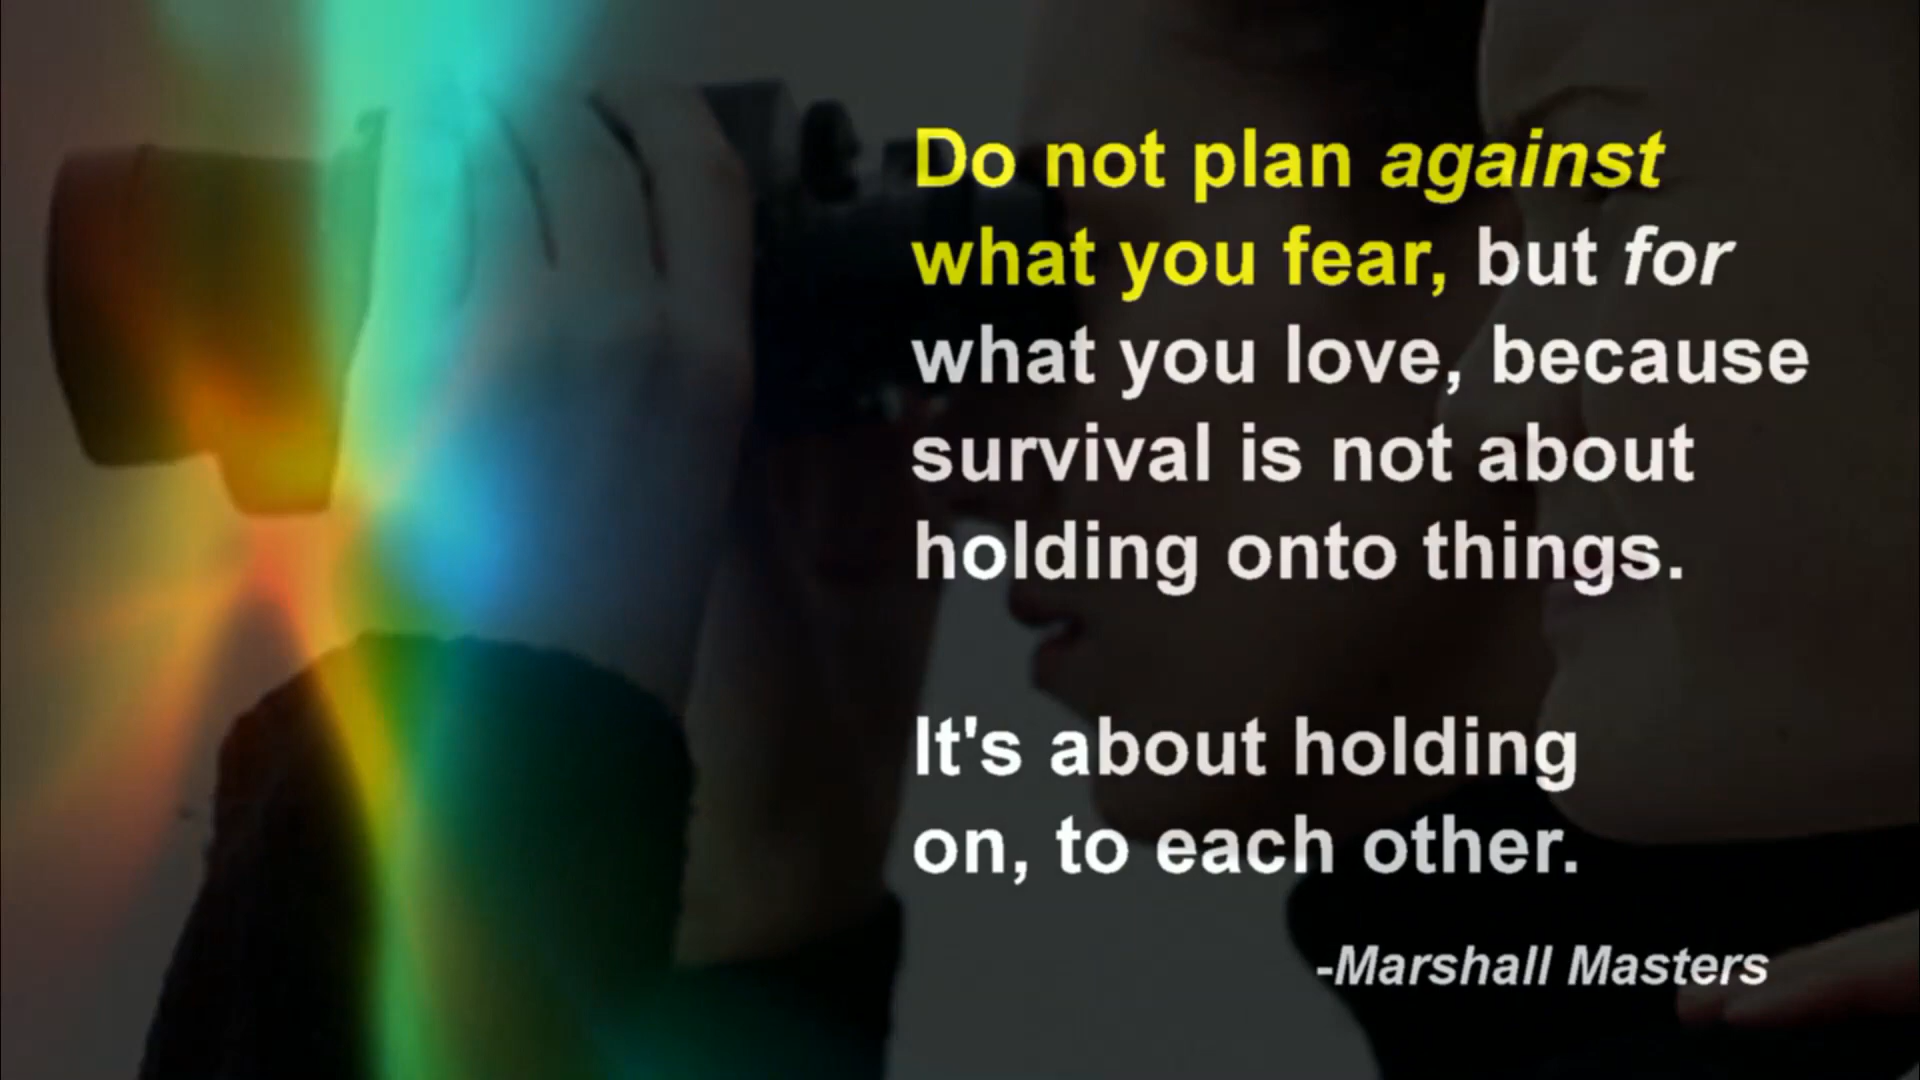 Do not plan against
what you fear, but for
what you love, because
survival is not about
holding onto things.
It's about holding
on, to each other.
-Marshall Masters